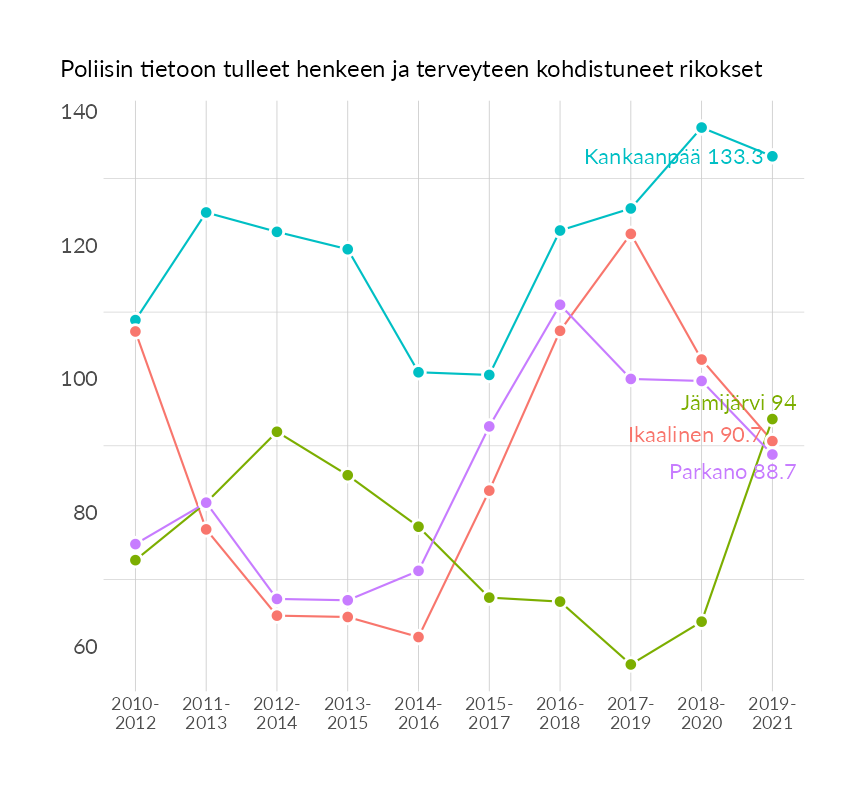 Poliisin tietoon tulleet henkeen ja terveyteen kohdistuneet rikokset
140
120
100
80
60
Kankaanpää 133.3
Jämijärvi 94
Ikaalinen 90.7
Parkano 88.7
2010- 2011- 2012- 2013- 2014- 2015- 2016- 2017- 2018- 2019-
2012 2013 2014 2015 2016 2017 2018 2019 2020 2021